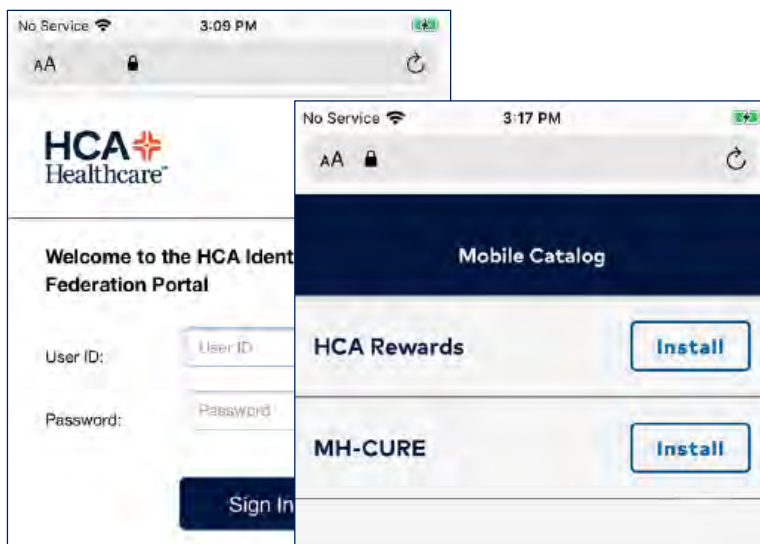 No Service
3:09 PM
AA
HCA
Healthcare™
Welcome to the HCA Ident
Federation Portal
User ID:
User ID
Password:
Password
Sign In
No Service
3:17 PM
AA
Mobile Catalog
HCA Rewards
Install
MH-CURE
Install